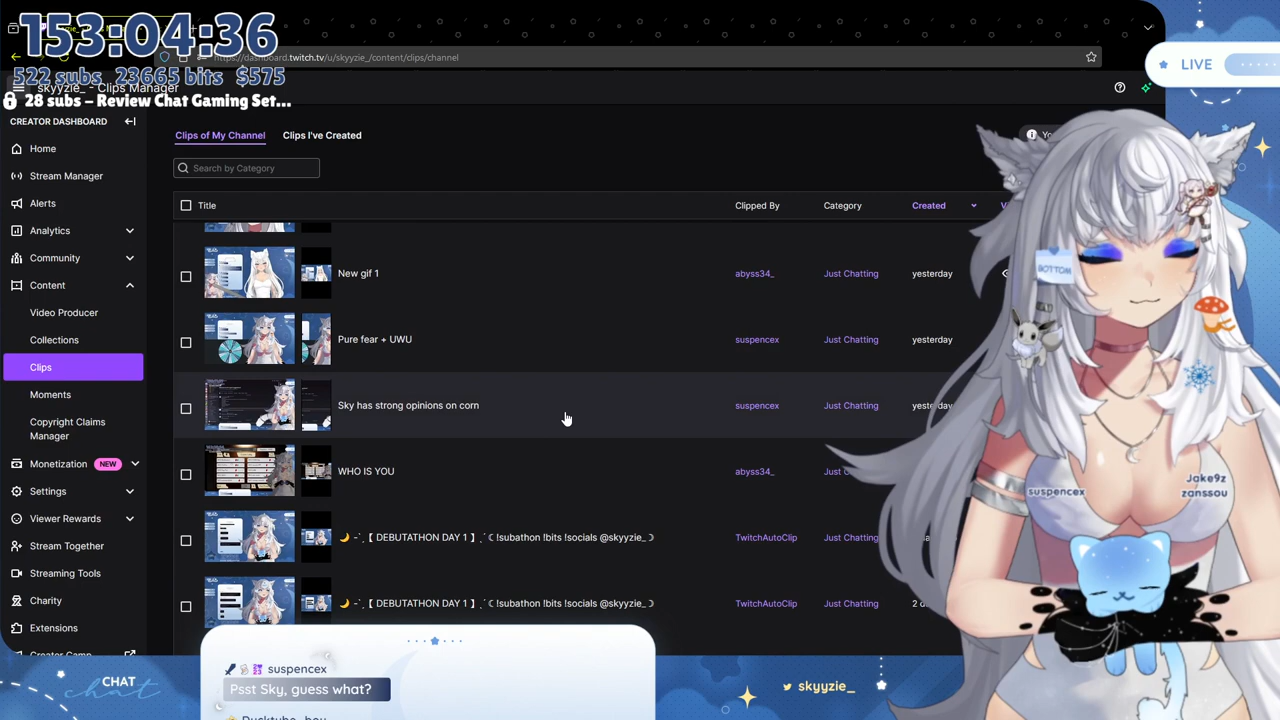 153:04:36
https://dashboard.twitch.tv/u/skyyzie_/content/clips/channel
522 subs 23665 bits $575
skyyzie_ - Clips Manager
28 subs – Review Chat Gaming Set...
LIVE
CREATOR DASHBOARD
Home
Stream Manager
Alerts
Analytics
Community
Content
Video Producer
Collections
Clips
Moments
Copyright Claims
Manager
Monetization NEW
Settings
Viewer Rewards
Stream Together
Streaming Tools
Charity
Extensions
Clips of My Channel Clips I've Created
Search by Category
Title Clipped By Category Created
New gif 1 abyss34_ Just Chatting yesterday
Pure fear + UWU suspencex Just Chatting yesterday
Sky has strong opinions on corn suspencex Just Chatting yesterday
WHO IS YOU abyss34_
【 DEBUTATHON DAY 1 】 !subathon !bits !socials @skyyzie_ TwitchAutoClip Just Chatting
【 DEBUTATHON DAY 1 】 !subathon !bits !socials @skyyzie_ TwitchAutoClip Just Chatting
BOTTOM
suspencex
Jake9z
zanssou
CHAT
chat
suspencex
Psst Sky, guess what?
skyyzie_